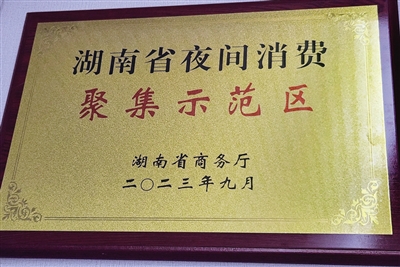 湖南省夜间消费
聚集示范区
湖南省商务厅
二〇二三年九月